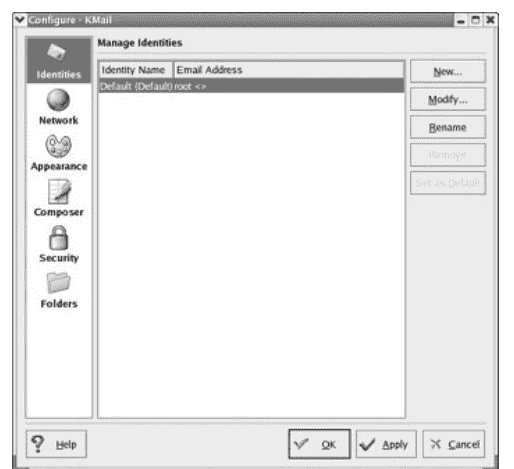 Configure - KMail
Identities
Network
Appearance
Composer
Security
Folders
Manage Identities
Identity Name Email Address
Default (Default) root <>
New...
Modify...
Rename
Remove
Set as Default
Help
OK
Apply
Cancel